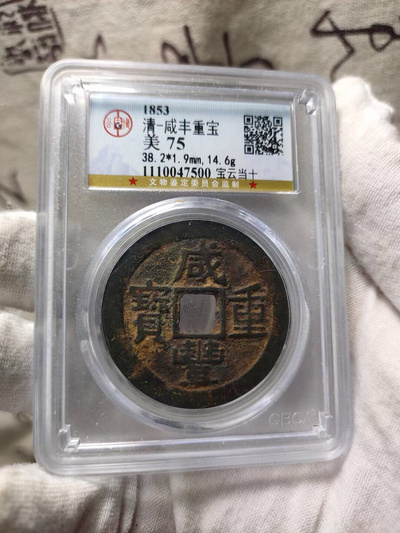 1853
清-咸丰重宝
美 75
38.2*1.9mm,14.6g
1110047500 宝云当十
★文物鉴定委员会监制★
咸
寶 重
豐